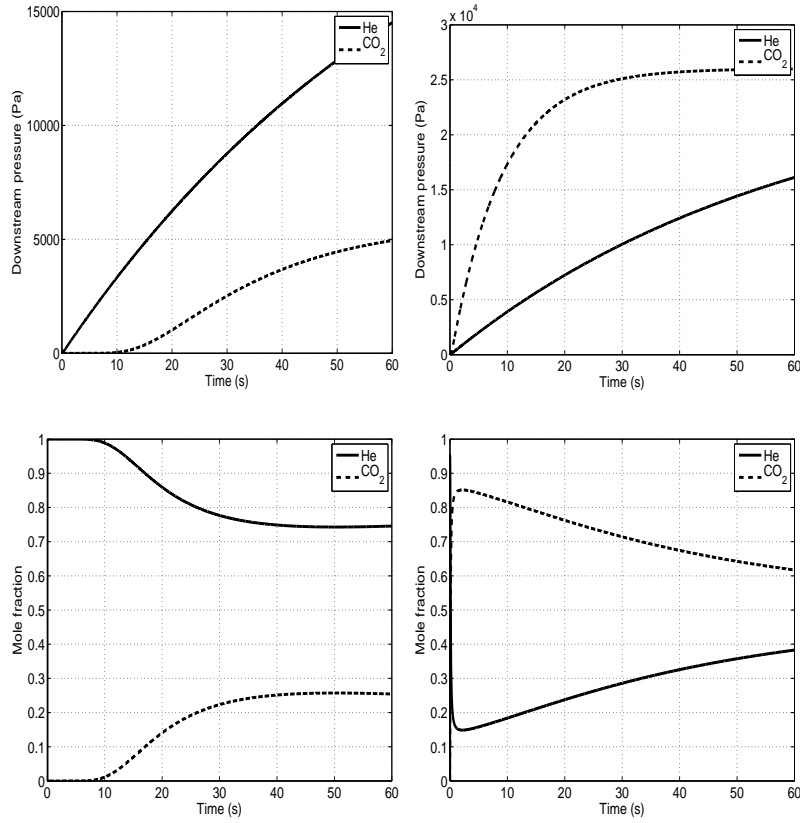 15000
10000
5000
0
0 10 20 30 40 50 60
Time (s)
Downstream pressure (Pa)
He
CO2
x 10^4
3
2.5
2
1.5
1
0.5
0
0 10 20 30 40 50 60
Time (s)
Downstream pressure (Pa)
He
CO2
1
0.9
0.8
0.7
0.6
0.5
0.4
0.3
0.2
0.1
0
0 10 20 30 40 50 60
Time (s)
Mole fraction
He
CO2
1
0.9
0.8
0.7
0.6
0.5
0.4
0.3
0.2
0.1
0
0 10 20 30 40 50 60
Time (s)
Mole fraction
He
CO2